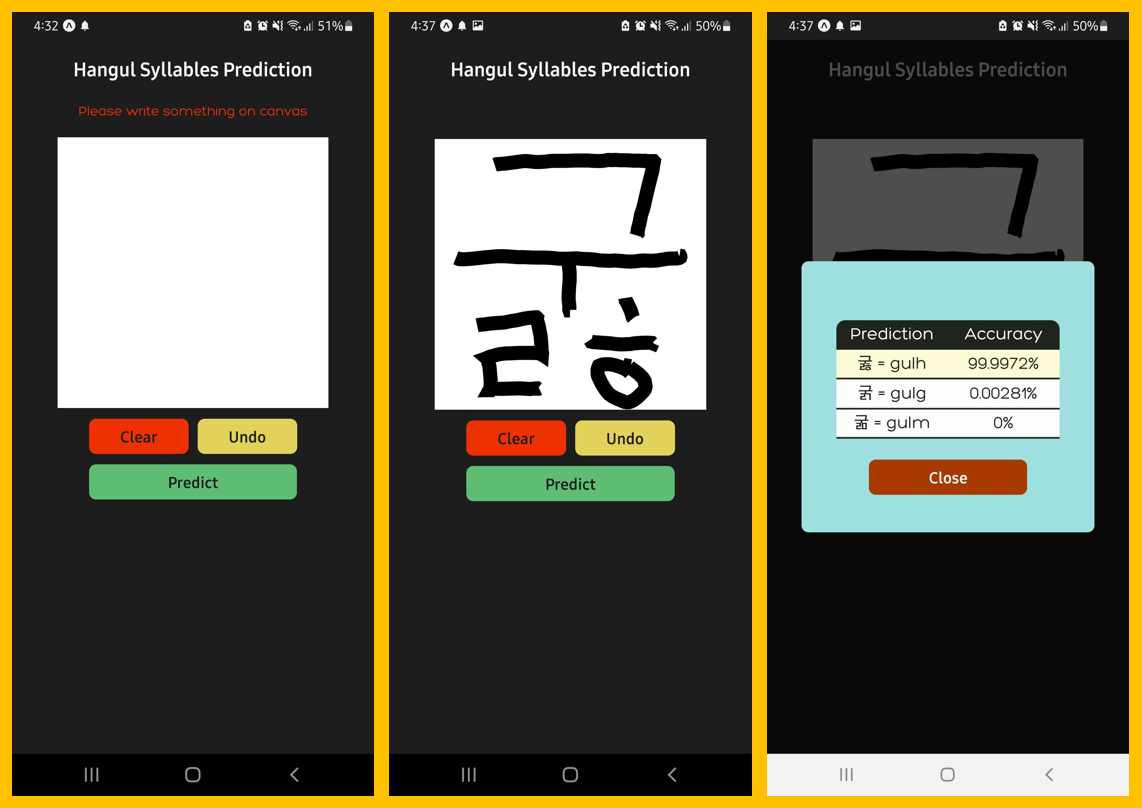 4:32 51%
Hangul Syllables Prediction
Please write something on canvas
Clear Undo
Predict
4:37 50%
Hangul Syllables Prediction
굻
Clear Undo
Predict
4:37 50%
Hangul Syllables Prediction
Prediction Accuracy
굻 = gulh 99.9972%
굵 = gulg 0.00281%
굶 = gulm 0%
Close